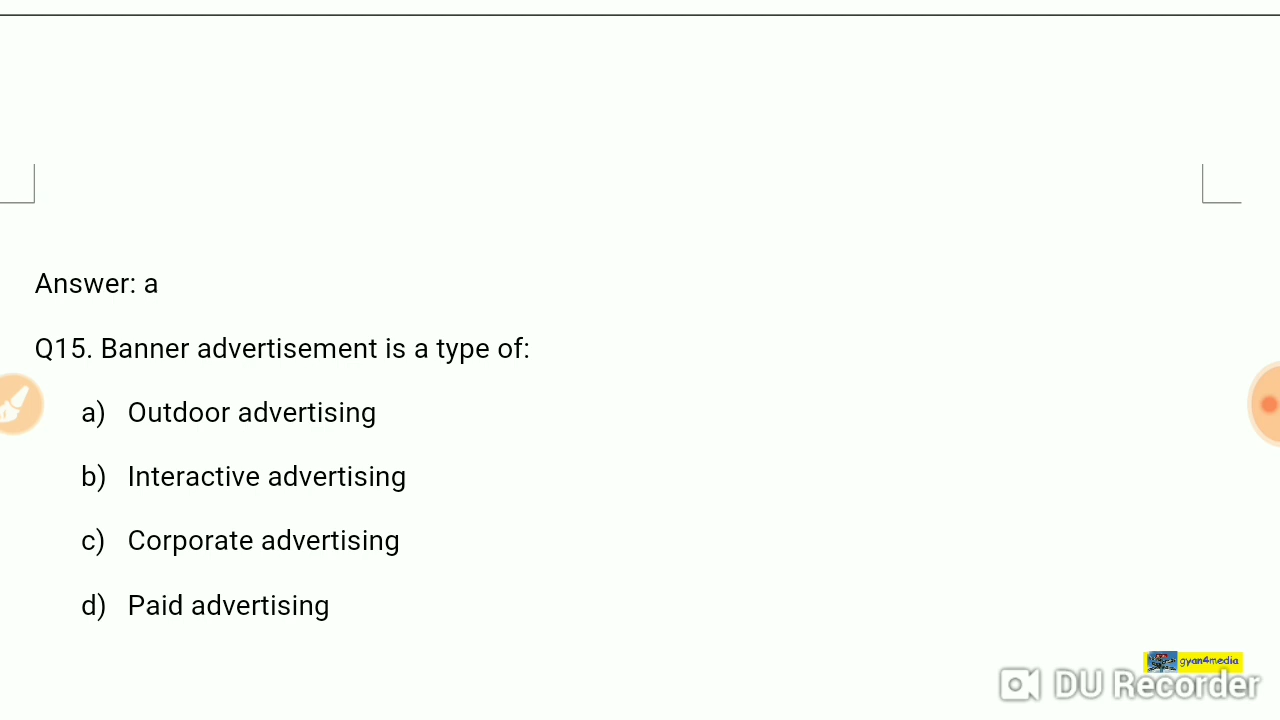 Answer: a
Q15. Banner advertisement is a type of:
a) Outdoor advertising
b) Interactive advertising
c) Corporate advertising
d) Paid advertising
gyan4media
DU Recorder